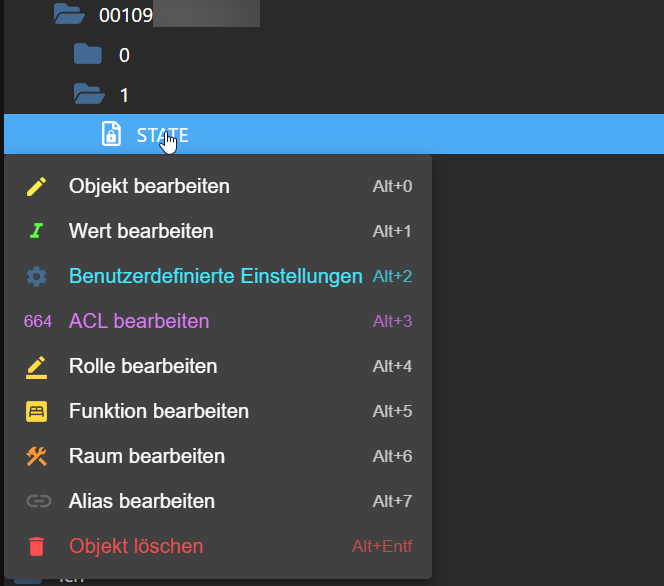 00109
0
1
STATE
Objekt bearbeiten Alt+0
Wert bearbeiten Alt+1
Benutzerdefinierte Einstellungen Alt+2
664 ACL bearbeiten Alt+3
Rolle bearbeiten Alt+4
Funktion bearbeiten Alt+5
Raum bearbeiten Alt+6
Alias bearbeiten Alt+7
Objekt löschen Alt+Entf